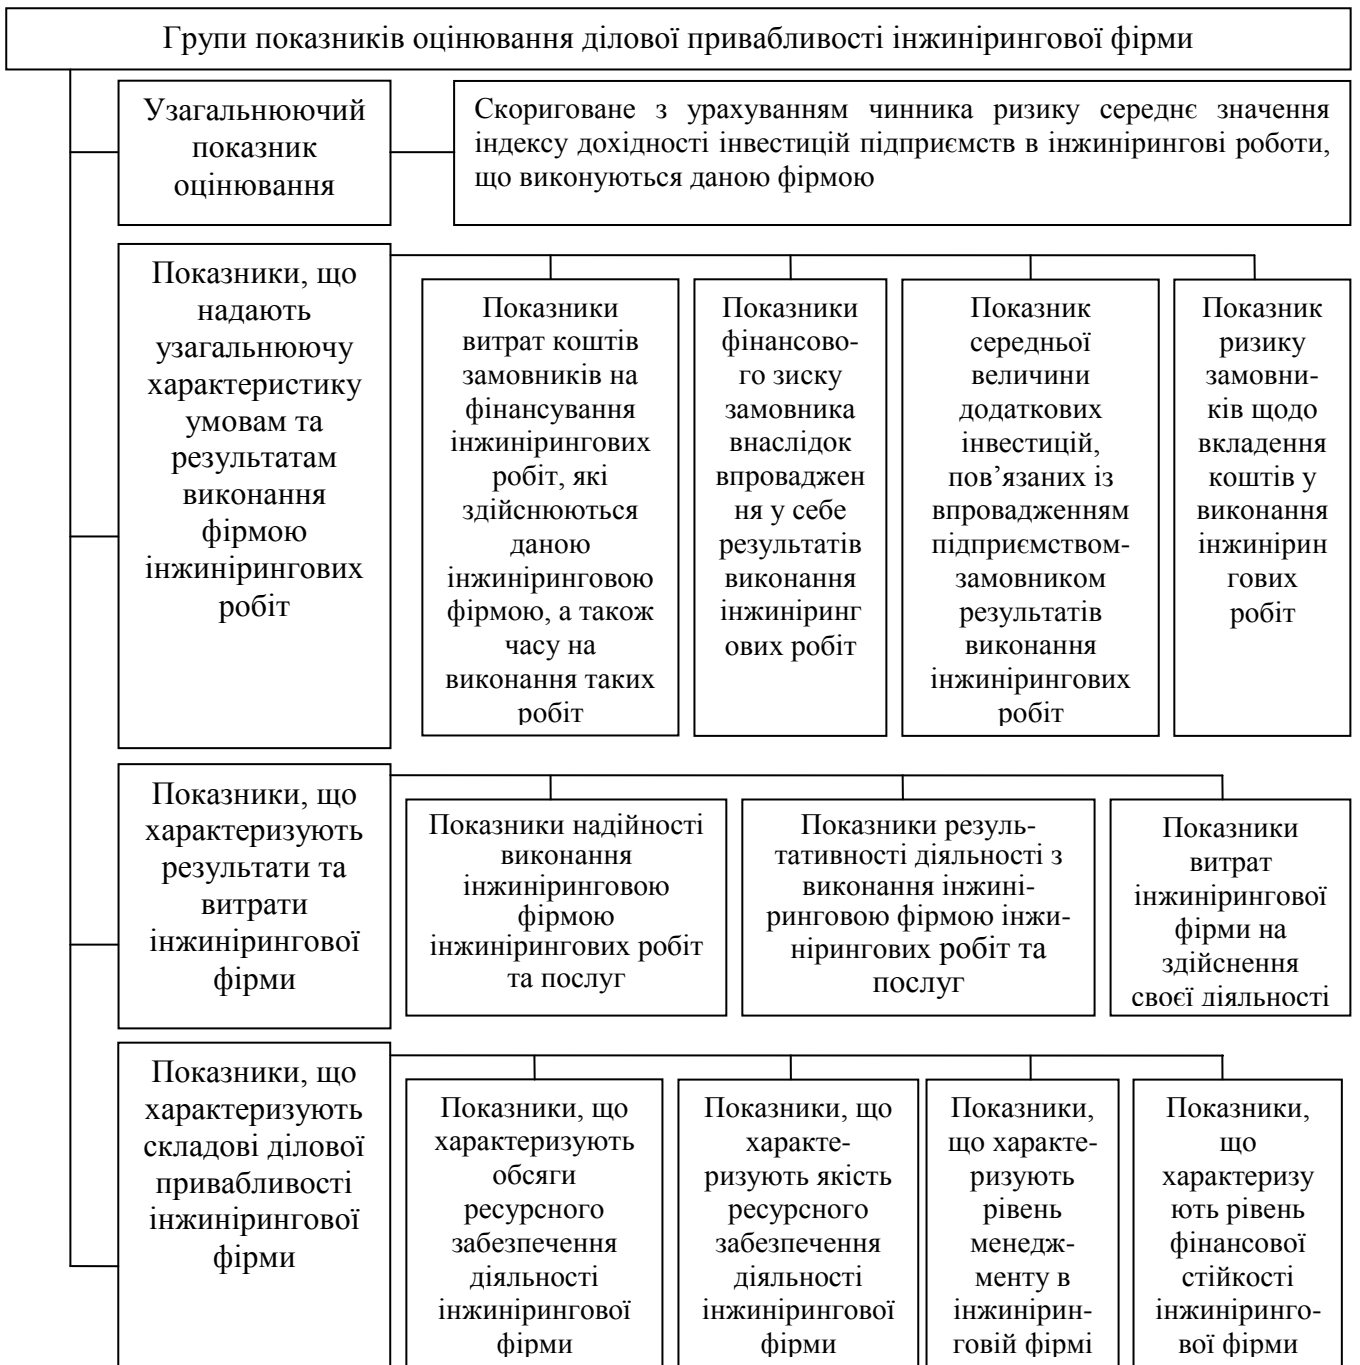 Групи показників оцінювання ділової привабливості інжинірингової фірми
Узагальнюючий
показник
оцінювання
Скориговане з урахуванням чинника ризику середнє значення
індексу дохідності інвестицій підприємств в інжинірингові роботи,
що виконуються даною фірмою
Показники, що
надають
узагальнюючу
характеристику
умовам та
результатам
виконання
фірмою
інжинірингових
робіт
Показники
витрат коштів
замовників на
фінансування
інжинірингових
робіт, які
здійснюються
даною
інжиніринговою
фірмою, а також
часу на
виконання таких
робіт
Показники
фінансово-
го зиску
замовника
внаслідок
впроваджен
ня у себе
результатів
виконання
інжиніринг
ових робіт
Показник
середньої
величини
додаткових
інвестицій,
пов’язаних із
впровадженням
підприємством-
замовником
результатів
виконання
інжинірингових
робіт
Показник
ризику
замовни-
ків щодо
вкладення
коштів у
виконання
інжинірин
гових
робіт
Показники, що
характеризують
результати та
витрати
інжинірингової
фірми
Показники надійності
виконання
інжиніринговою
фірмою
інжинірингових робіт
та послуг
Показники резуль-
тативності діяльності з
виконання інжині-
ринговою фірмою інжи-
нірингових робіт та
послуг
Показники
витрат
інжинірингової
фірми на
здійснення
своєї діяльності
Показники, що
характеризують
складові ділової
привабливості
інжинірингової
фірми
Показники, що
характеризують
обсяги
ресурсного
забезпечення
діяльності
інжинірингової
фірми
Показники, що
характе-
ризують якість
ресурсного
забезпечення
діяльності
інжинірингової
фірми
Показники,
що характе-
ризують
рівень
менедж-
менту в
інжинірин-
говій фірмі
Показники,
що
характеризу
ють рівень
фінансової
стійкості
інжинірингo-
вої фірми